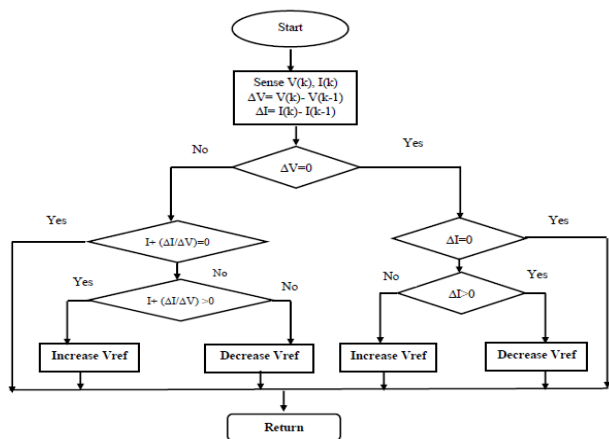 Start
Sense V(k), I(k)
ΔV= V(k)- V(k-1)
ΔI= I(k)- I(k-1)
No
Yes
ΔV=0
Yes
Yes
I+ (ΔI/ΔV)=0
ΔI=0
Yes
No
No
Yes
I+ (ΔI/ΔV) >0
No
ΔI>0
Increase Vref
Decrease Vref
Increase Vref
Decrease Vref
Return